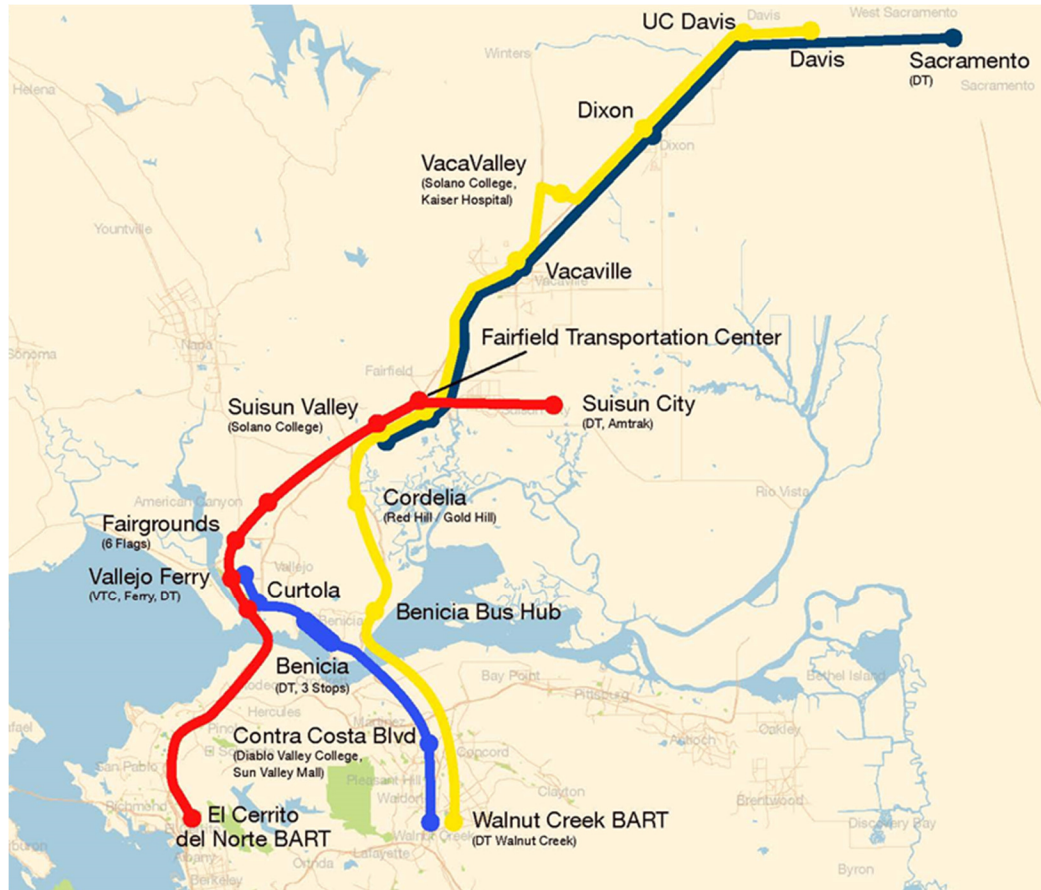 UC Davis
Davis
West Sacramento
Winters
Davis
Sacramento
(DT)
Sacramento
Helena
Dixon
Dixon
VacaValley
(Solano College,
Kaiser Hospital)
Yountville
Vacaville
Vacaville
Fairfield Transportation Center
Sonoma
Napa
Fairfield
Suisun Valley
(Solano College)
Suisun City
Suisun City
(DT, Amtrak)
American Canyon
Cordelia
(Red Hill / Gold Hill)
Rio Vista
Fairgrounds
(6 Flags)
Vallejo Ferry
(VTC, Ferry, DT)
Vallejo
Curtola
Benicia
Benicia Bus Hub
Benicia
(DT, 3 Stops)
Bay Point
Bethel Island
Pittsburg
Hercules
Martinez
Oakley
Antioch
Contra Costa Blvd
(Diablo Valley College,
Sun Valley Mall)
Concord
San Pablo
Pleasant Hill
Clayton
Brentwood
Richmond
El Cerrito
del Norte BART
Walnut Creek BART
(DT Walnut Creek)
Walnut Creek
Discovery Bay
Albany
Lafayette
Orinda
Byron
Berkeley